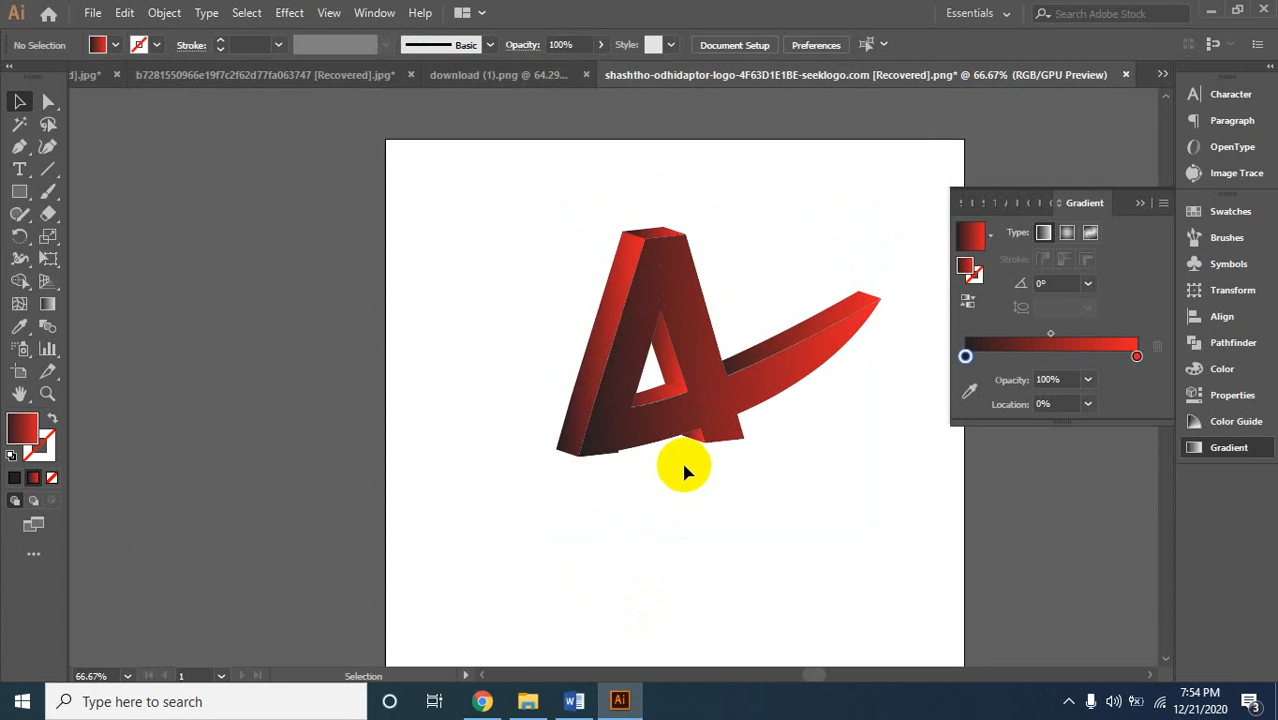 Ai File Edit Object Type Select Effect View Window Help Essentials Search Adobe Stock
No Selection Stroke: Basic Opacity: 100% Style: Document Setup Preferences
d].jpg* × b7281550966e19f7c2f62d77fa063747 [Recovered].jpg* × download (1).png @ 64.29... × shashtho-odhidaptor-logo-4F63D1E1BE-seeklogo.com [Recovered].png* @ 66.67% (RGB/GPU Preview) ×
Character
Paragraph
OpenType
Image Trace
Swatches
Brushes
Symbols
Transform
Align
Pathfinder
Color
Properties
Color Guide
Gradient
Gradient
Type:
Stroke:
0°
Opacity: 100%
Location: 0%
A
66.67% 1 Selection
Type here to search
Ai
7:54 PM
12/21/2020
3